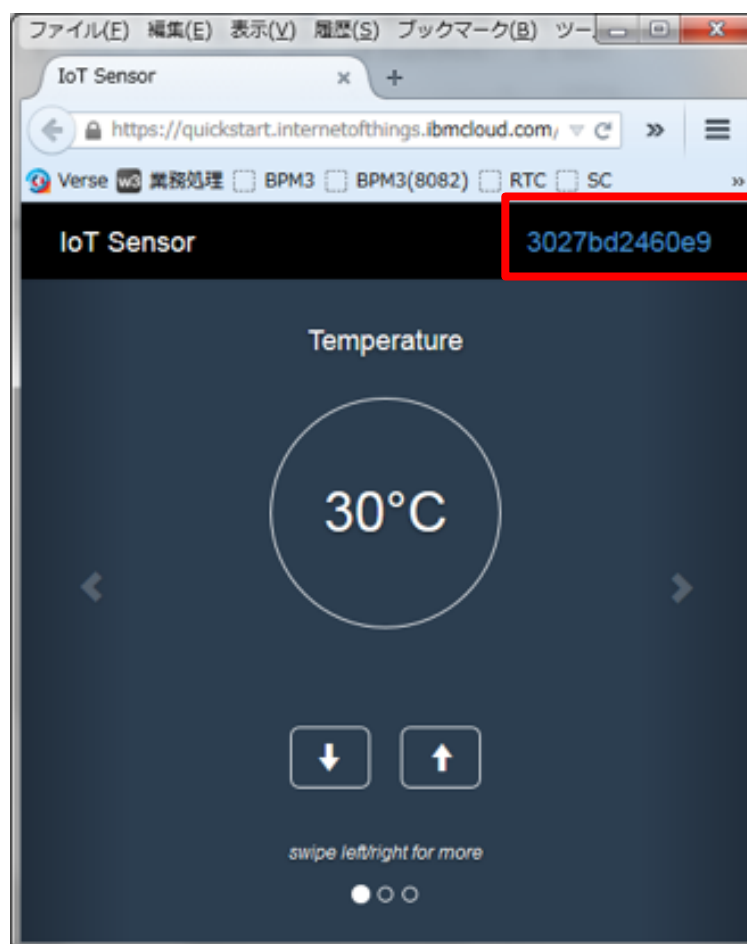 ファイル(F) 編集(E) 表示(V) 履歴(S) ブックマーク(B) ツー
IoT Sensor
https://quickstart.internetofthings.ibmcloud.com/
Verse w3 業務処理 BPM3 BPM3(8082) RTC SC
IoT Sensor 3027bd2460e9
Temperature
30°C
swipe left/right for more